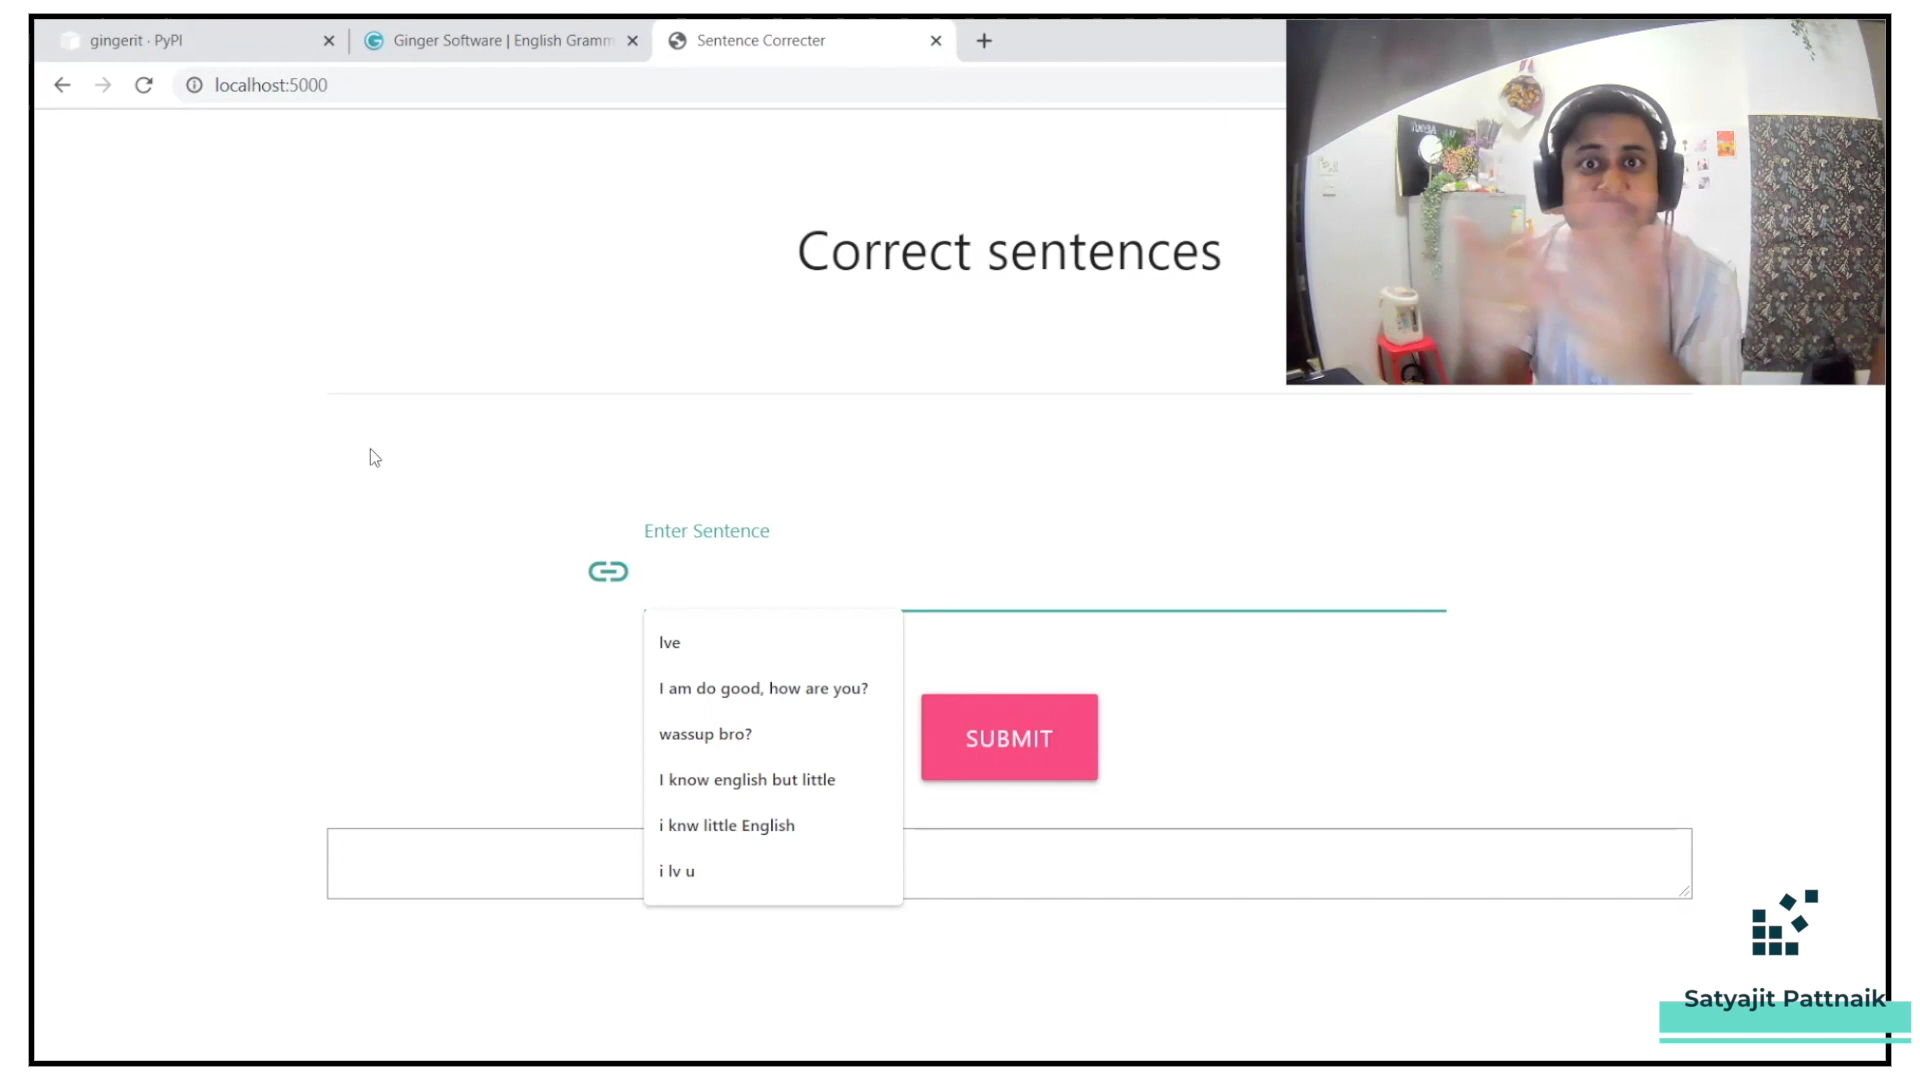 gingerit · PyPI
Ginger Software | English Gramm
Sentence Correcter
localhost:5000
Correct sentences
Enter Sentence
lve
I am do good, how are you?
wassup bro?
I know english but little
i knw little English
i lv u
SUBMIT
Satyajit Pattnaik